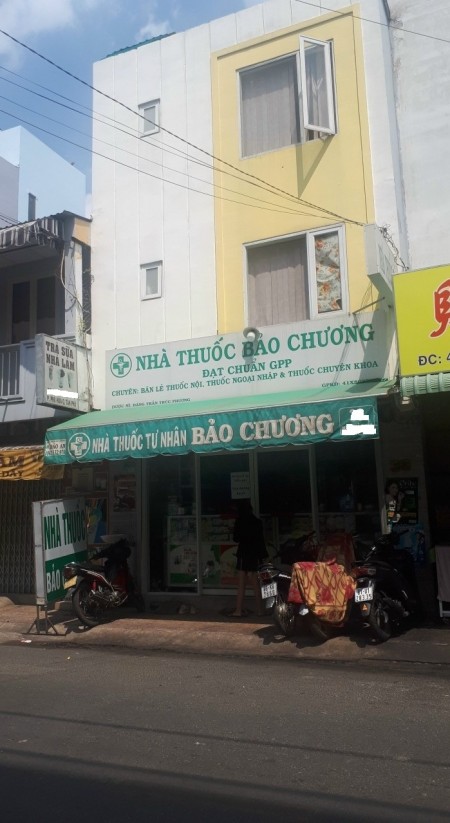 NHÀ THUỐC BẢO CHƯƠNG
ĐẠT CHUẨN GPP
CHUYÊN: BÁN LẺ THUỐC NỘI, THUỐC NGOẠI NHẬP & THUỐC CHUYÊN KHOA
TRÀ SỮA
NHA LAM
ĐC: 4
NHÀ THUỐC TƯ NHÂN BẢO CHƯƠNG
NHÀ THUỐC
BẢO